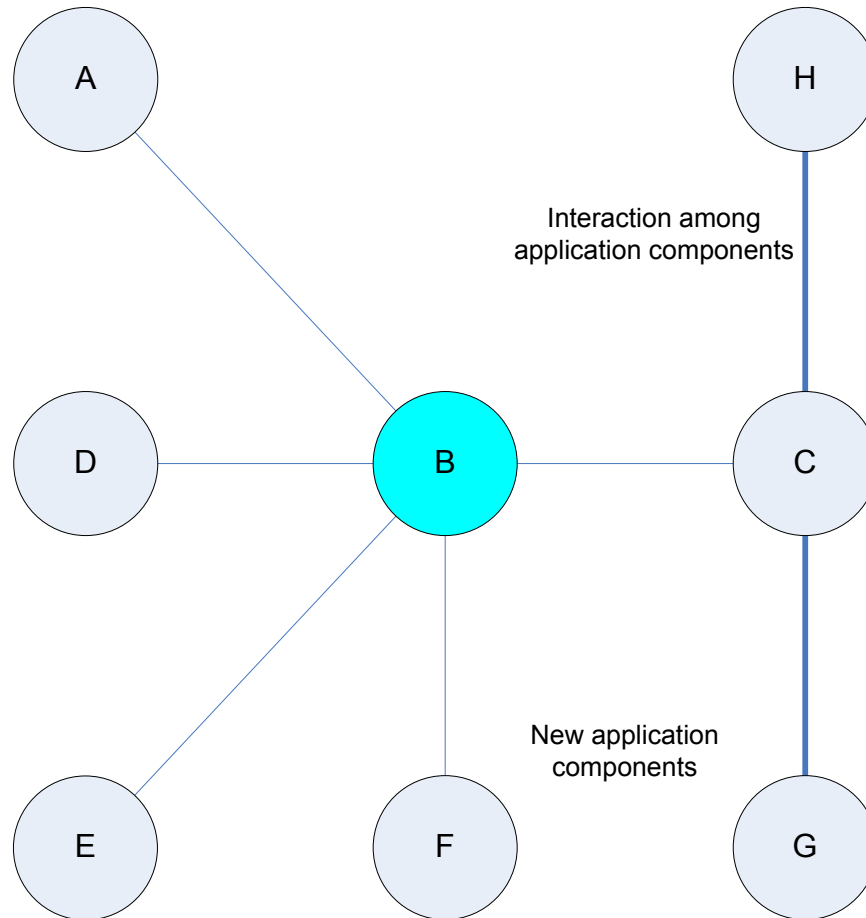 A
H
Interaction among
application components
D
B
C
New application
components
E
F
G